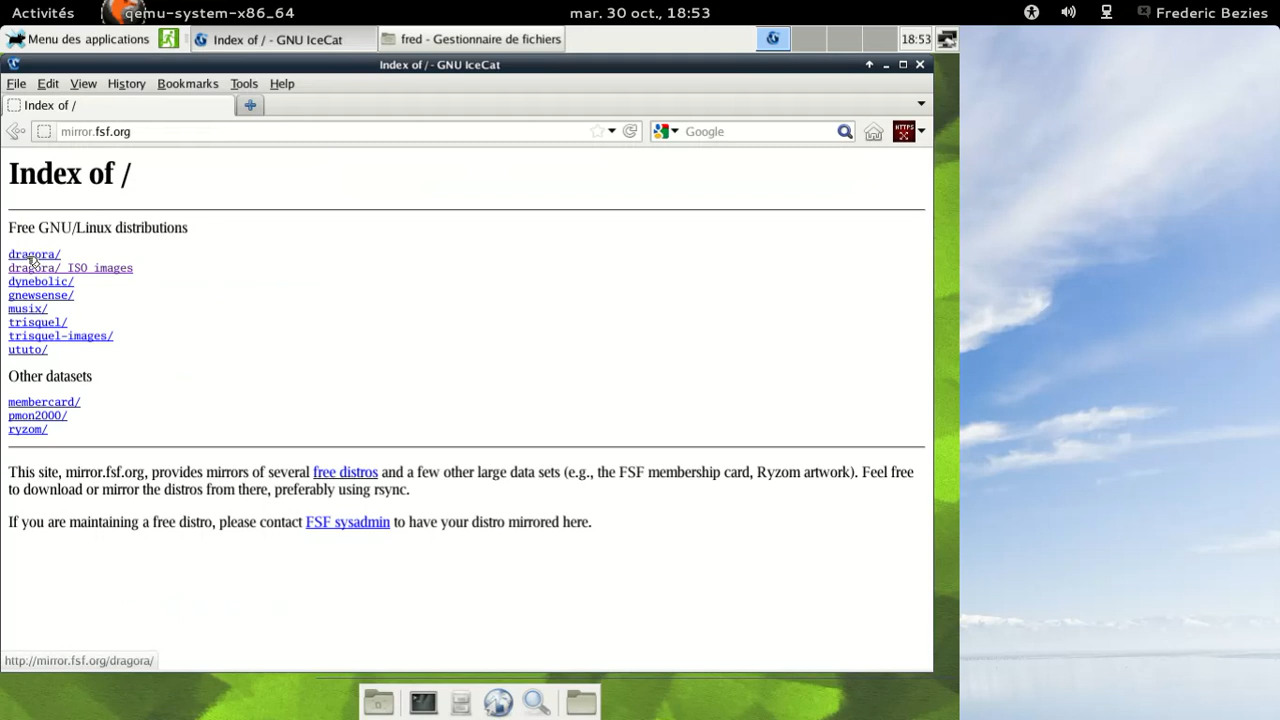 Activités qemu-system-x86_64 mar. 30 oct., 18:53 Frederic Bezies
Menu des applications Index of / - GNU IceCat fred - Gestionnaire de fichiers 18:53
Index of / - GNU IceCat
File Edit View History Bookmarks Tools Help
Index of /
mirror.fsf.org Google HTTPS
Index of /
Free GNU/Linux distributions
dragora/
dragora/ ISO images
dynebolic/
gnewsense/
musix/
trisquel/
trisquel-images/
ututo/
Other datasets
membercard/
pmon2000/
ryzom/
This site, mirror.fsf.org, provides mirrors of several free distros and a few other large data sets (e.g., the FSF membership card, Ryzom artwork). Feel free
to download or mirror the distros from there, preferably using rsync.
If you are maintaining a free distro, please contact FSF sysadmin to have your distro mirrored here.
http://mirror.fsf.org/dragora/